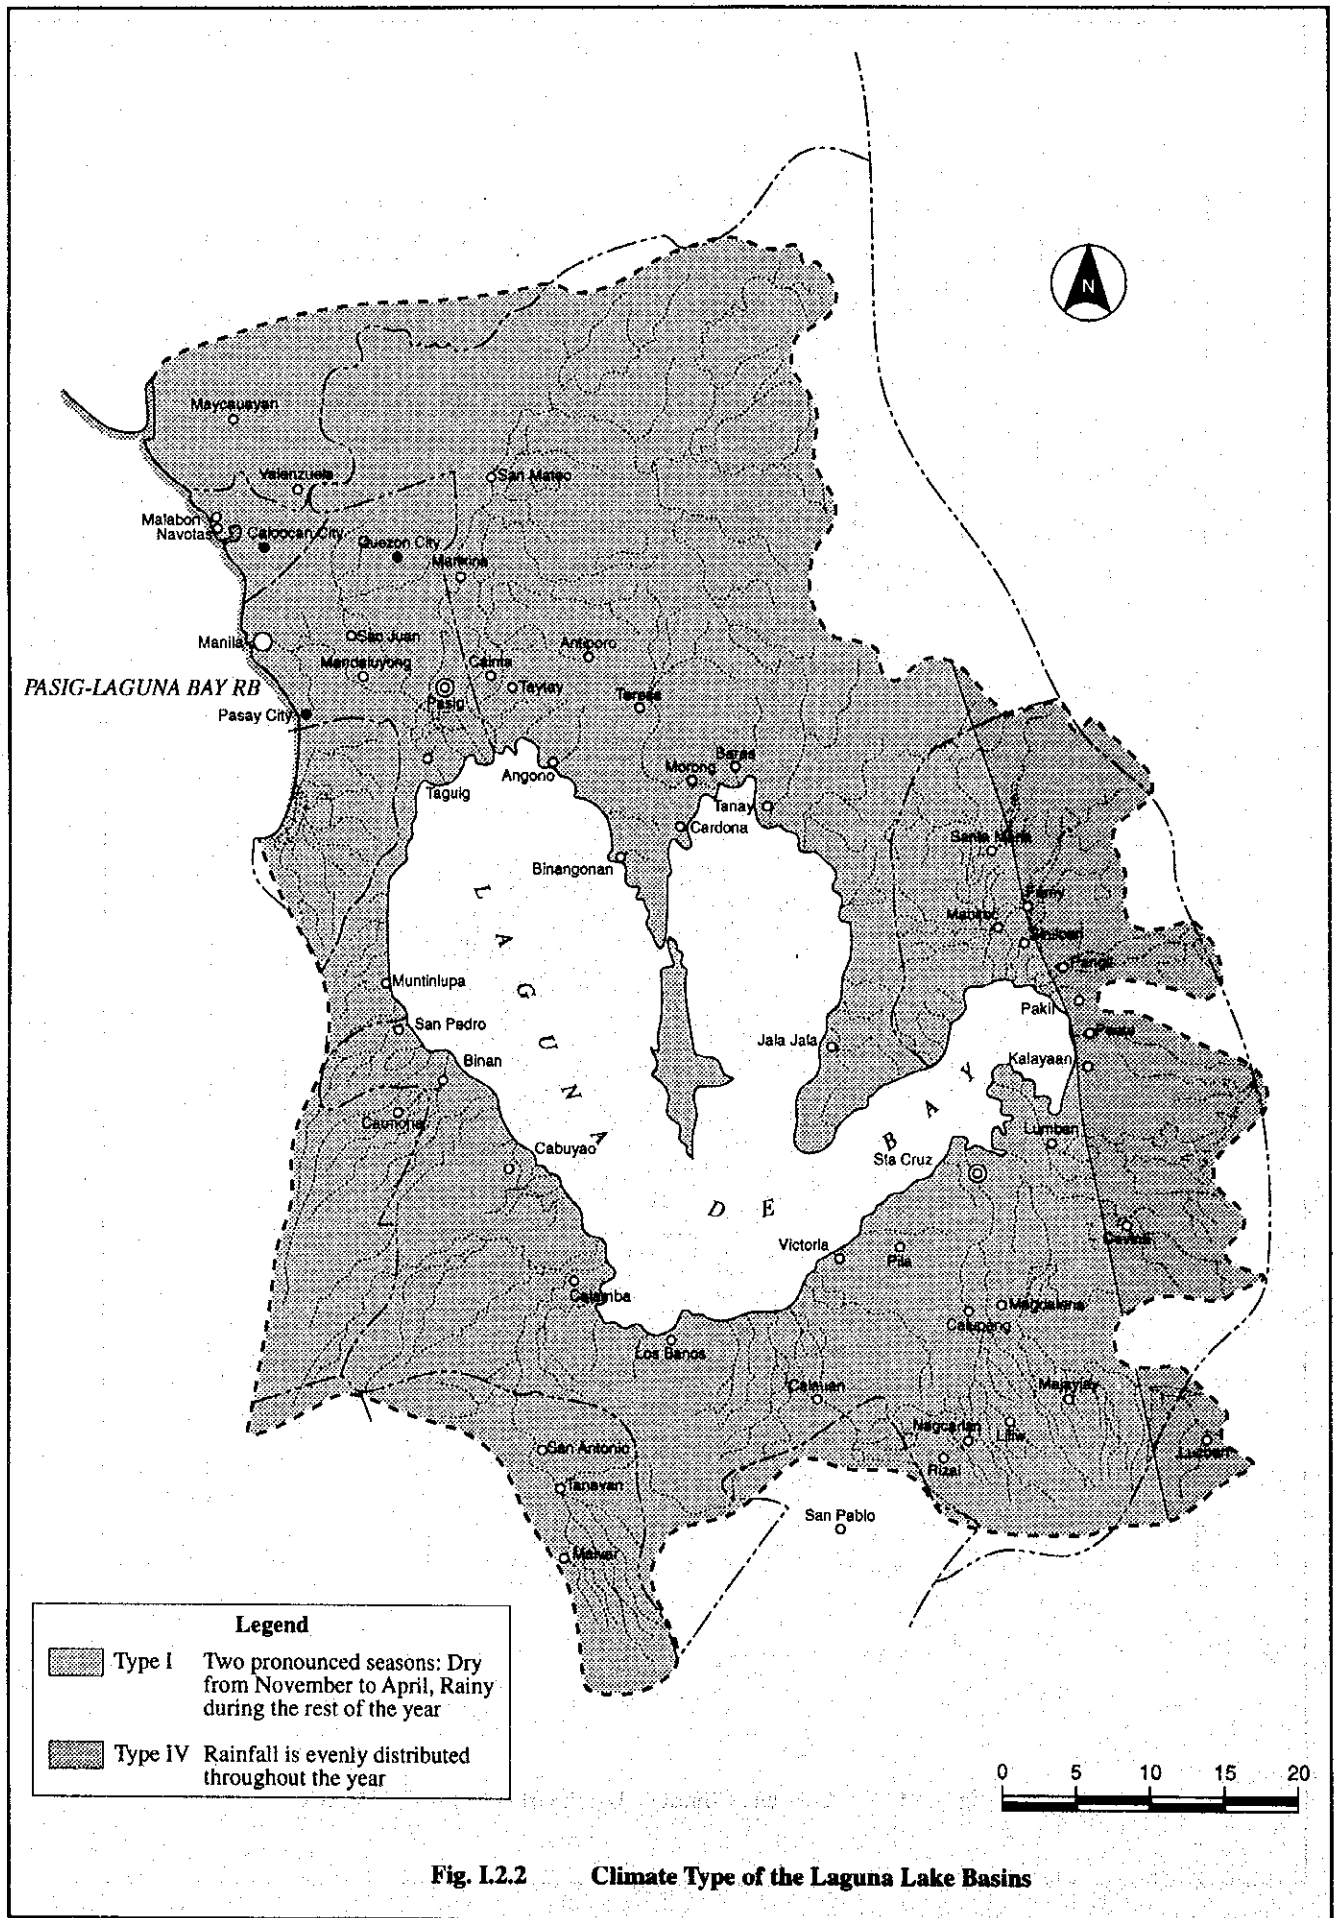 N
Maycauayan
Valenzuela
San Mateo
Malabon
Navotas
Caloocan City
Quezon City
Marikina
Manila
San Juan
Antiporo
Mandaluyong
Cainta
PASIG-LAGUNA BAY RB
Taytay
Pasig
Teresa
Pasay City
Baras
Morong
Angono
Taguig
Tanay
Cardona
Santa Maria
Binangonan
Famy
Mabitac
Siniloan
Pangil
Muntinlupa
Pakil
San Pedro
Paete
Jala Jala
Kalayaan
Binan
Lumban
Cabuyao
Sta Cruz
LAGUNA
DE
BAY
Victoria
Pila
Cavinti
Calamba
Magdalena
Los Banos
Calauan
Majayjay
Nagcarlan
Liliw
San Antonio
Rizal
Lucban
Tanavan
San Pablo
Malvar
Legend
Type I Two pronounced seasons: Dry
from November to April, Rainy
during the rest of the year
Type IV Rainfall is evenly distributed
throughout the year
0 5 10 15 20
Fig. I.2.2 Climate Type of the Laguna Lake Basins